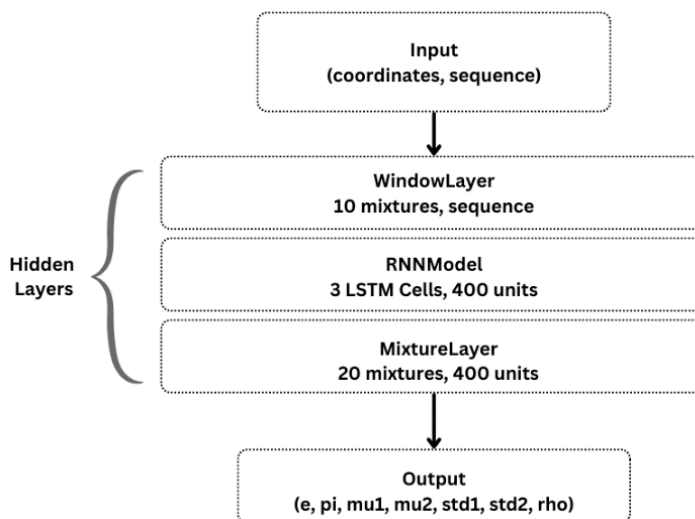 Input
(coordinates, sequence)
WindowLayer
10 mixtures, sequence
Hidden
Layers
RNNModel
3 LSTM Cells, 400 units
MixtureLayer
20 mixtures, 400 units
Output
(e, pi, mu1, mu2, std1, std2, rho)